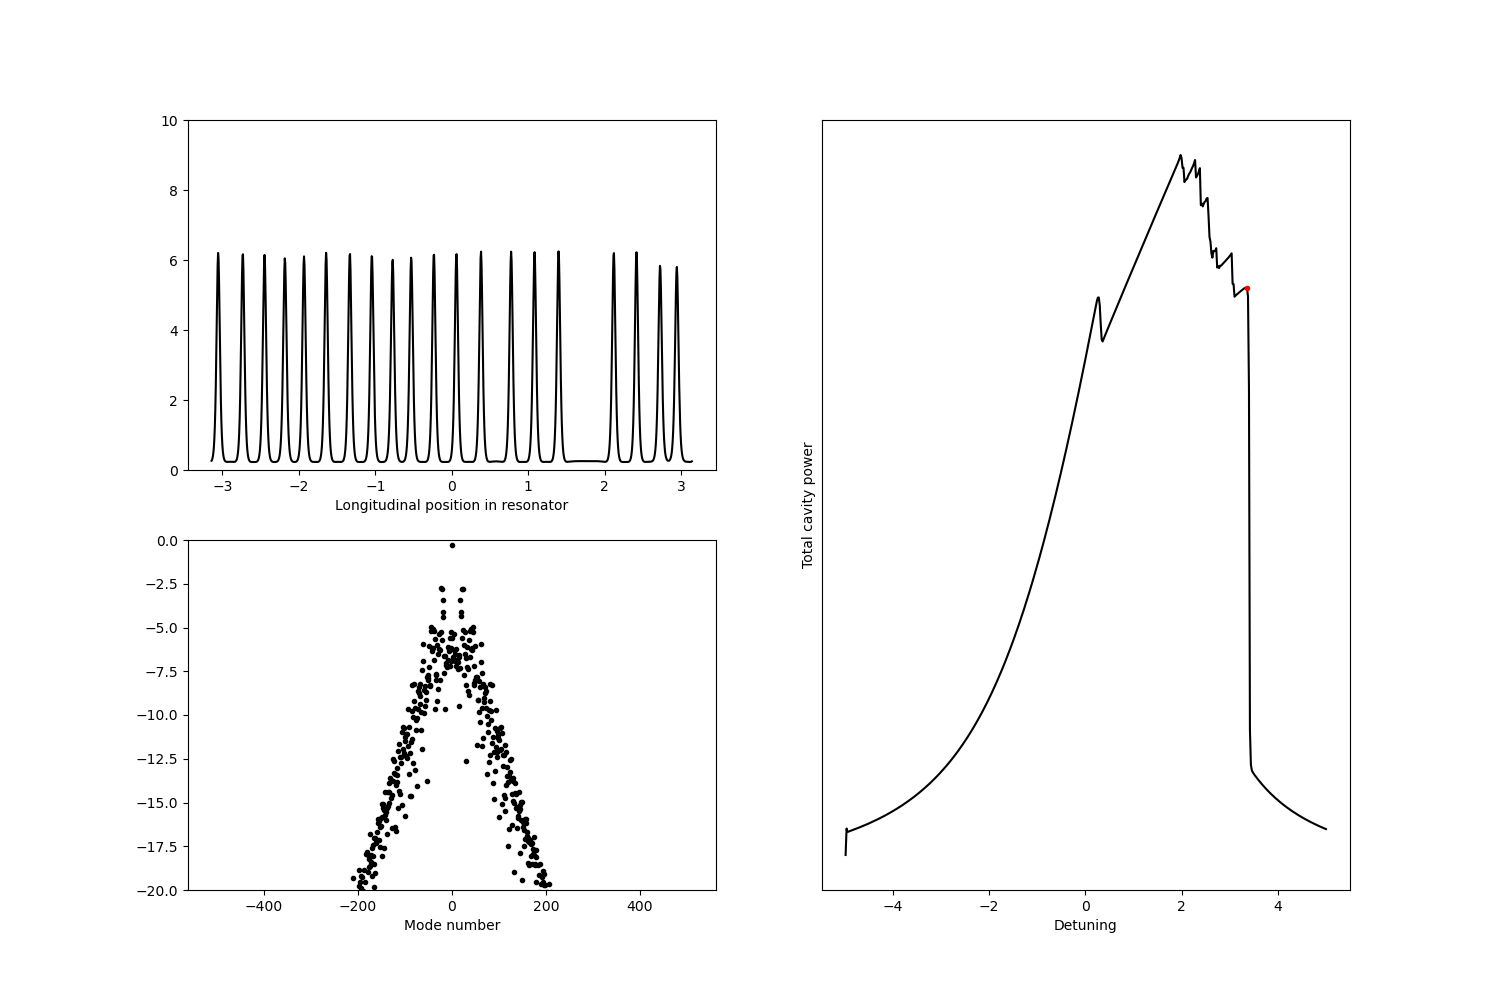 10
8
6
4
2
0
−3 −2 −1 0 1 2 3
Longitudinal position in resonator
0.0
−2.5
−5.0
−7.5
−10.0
−12.5
−15.0
−17.5
−20.0
−400 −200 0 200 400
Mode number
Total cavity power
−4 −2 0 2 4
Detuning